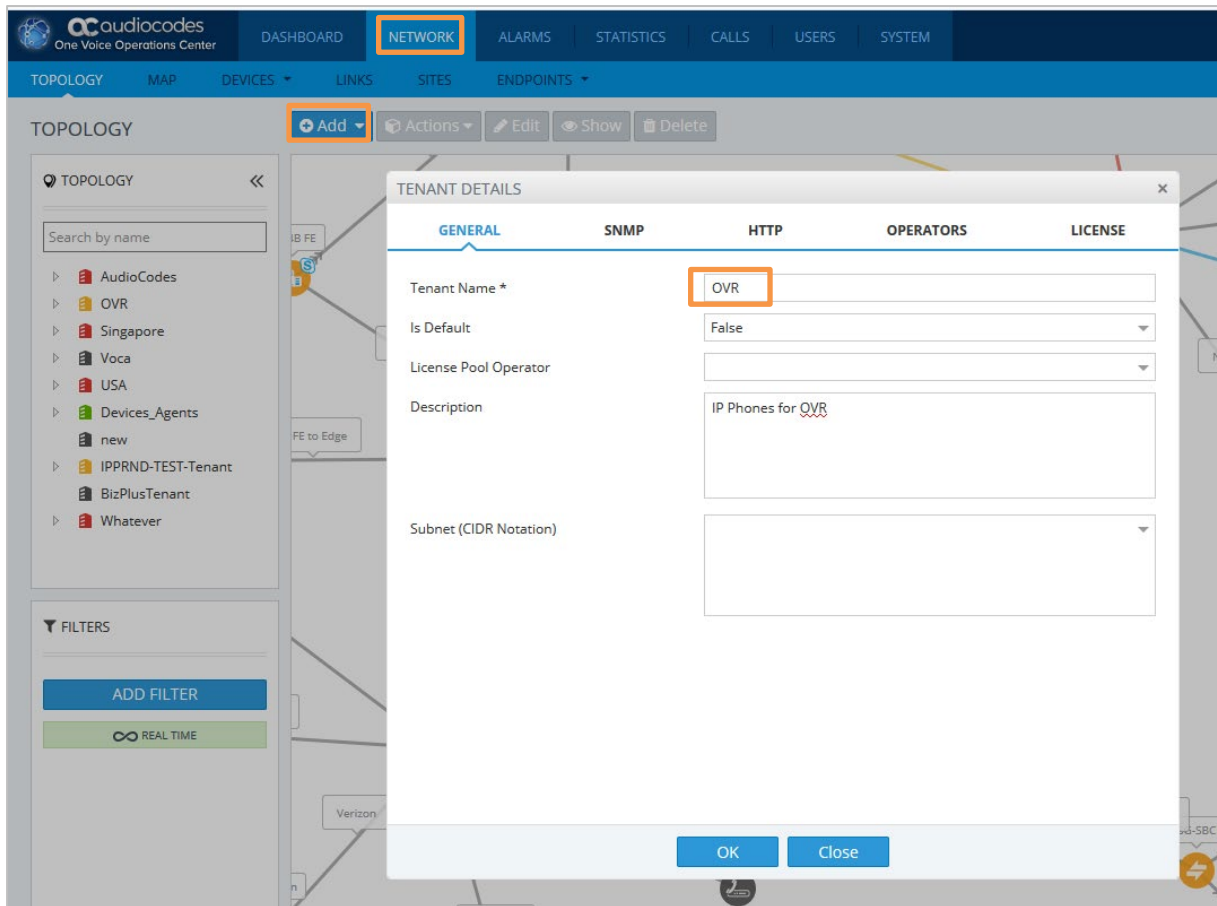 audiocodes
One Voice Operations Center
DASHBOARD NETWORK ALARMS STATISTICS CALLS USERS SYSTEM
TOPOLOGY MAP DEVICES LINKS SITES ENDPOINTS
TOPOLOGY
Add Actions Edit Show Delete
TOPOLOGY
Search by name
AudioCodes
OVR
Singapore
Voca
USA
Devices_Agents
new
IPPRND-TEST-Tenant
BizPlusTenant
Whatever
FILTERS
ADD FILTER
REAL TIME
FE
FE to Edge
Verizon
-SBC
TENANT DETAILS
GENERAL SNMP HTTP OPERATORS LICENSE
Tenant Name * OVR
Is Default False
License Pool Operator
Description IP Phones for OVR
Subnet (CIDR Notation)
OK Close